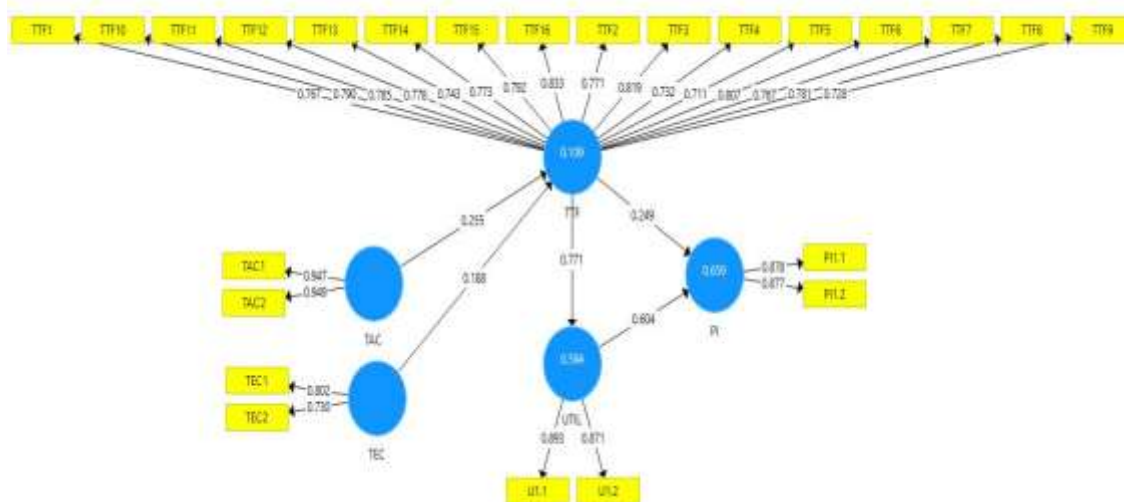 TTF1 TTF10 TTF11 TTF12 TTF13 TTF14 TTF15 TTF16 TTF2 TTF3 TTF4 TTF5 TTF6 TTF7 TTF8 TTF9
0.767 0.790 0.765 0.778 0.743 0.773 0.792 0.833 0.771 0.819 0.732 0.711 0.807 0.767 0.781 0.728
0.109
TTF
0.255 0.249
TAC1 0.947
TAC2 0.949
TAC
0.188
0.771
0.659
PI
0.878 PI1.1
0.877 PI1.2
0.604
TEC1 0.802
TEC2 0.730
TEC
0.594
UTIL
0.893 0.871
U1.1 U1.2